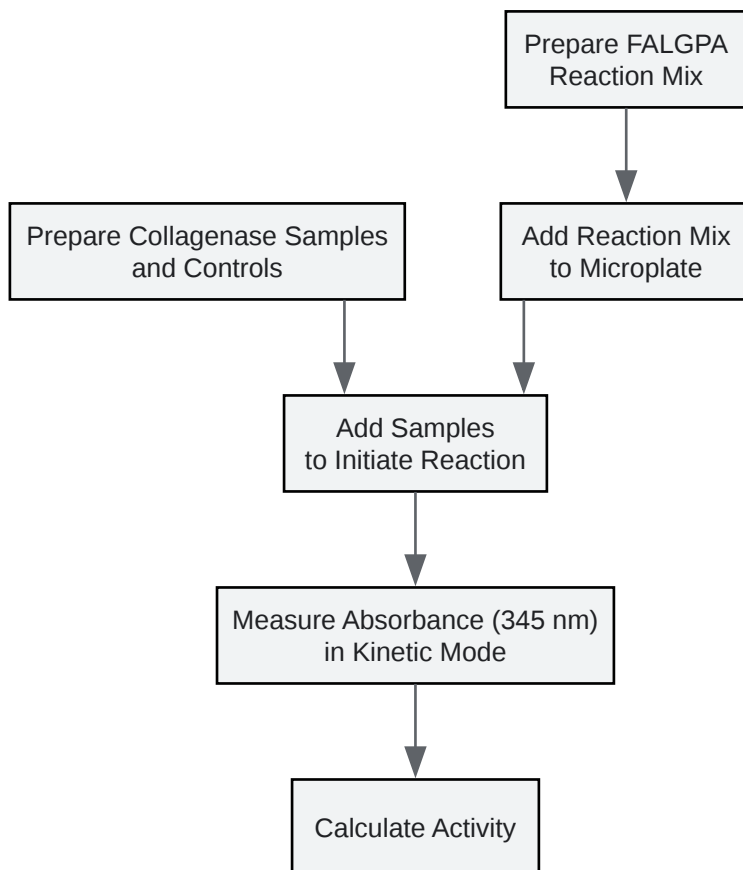 Prepare FALGPA
Reaction Mix
Prepare Collagenase Samples
and Controls
Add Reaction Mix
to Microplate
Add Samples
to Initiate Reaction
Measure Absorbance (345 nm)
in Kinetic Mode
Calculate Activity